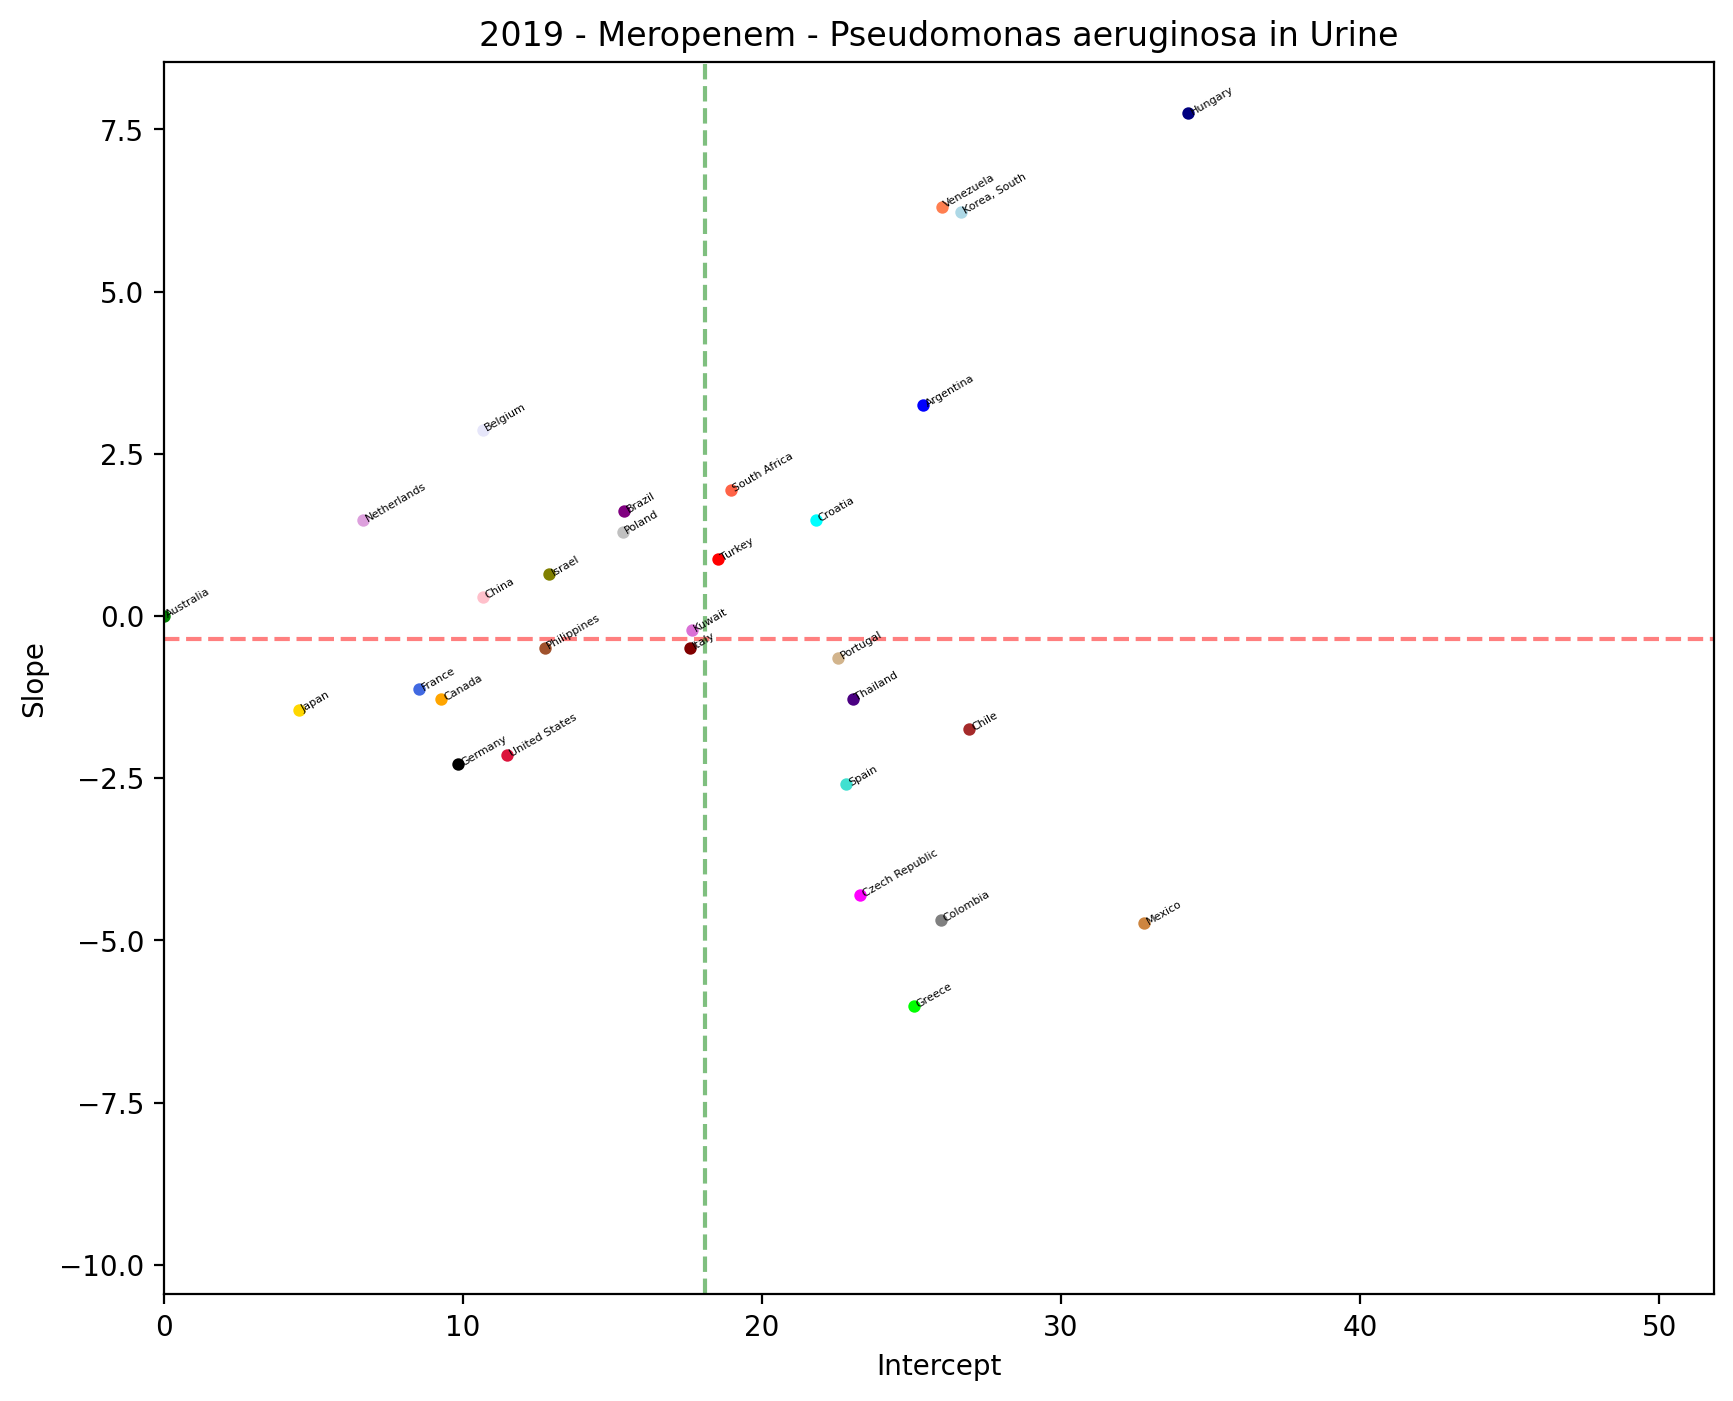 2019 - Meropenem - Pseudomonas aeruginosa in Urine
7.5
5.0
2.5
0.0
−2.5
−5.0
−7.5
−10.0
Slope
Hungary
Venezuela
Korea, South
Argentina
Belgium
South Africa
Netherlands
Brazil
Croatia
Poland
Turkey
Israel
China
Australia
Kuwait
Philippines
Italy
Portugal
France
Canada
Thailand
Japan
Chile
United States
Germany
Spain
Czech Republic
Colombia
Mexico
Greece
0 10 20 30 40 50
Intercept